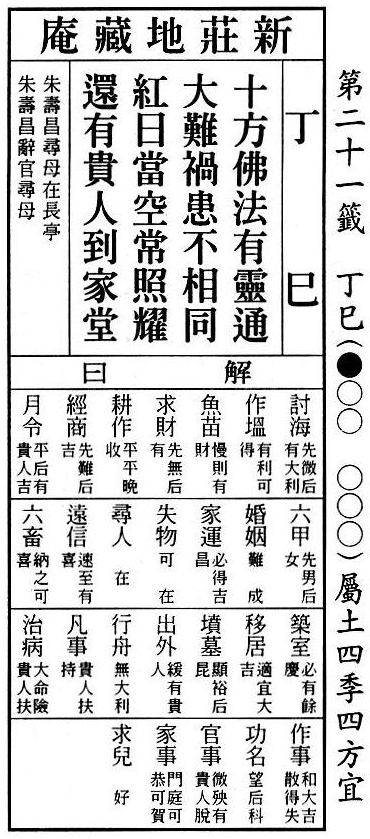 第二十一籤 丁巳(●○○ ○○○)屬土四季四方宜
新莊地藏庵
丁巳
十方佛法有靈通
大難禍患不相同
紅日當空常照耀
還有貴人到家堂
朱壽昌尋母在長亭
朱壽昌辭官尋母
解曰
討海 先微后有大利
作塭 有利可得
魚苗 慢則有財
求財 先無后有
耕作 平平晚收
經商 先難后吉
月令 平后有貴人吉
六甲 先男后女
婚姻 難成
家運 必得吉昌
失物 可在
尋人 在
遠信 速至有喜
六畜 納之可喜
築室 必有餘慶
移居 適宜大吉
墳墓 顯裕后昆
出外 緩有貴人
行舟 無大利
凡事 貴人扶持
治病 大命險貴人扶
作事 和大吉散得失
功名 望后科
官事 微殃有貴人脫
家事 門庭可恭可賀
求兒 好